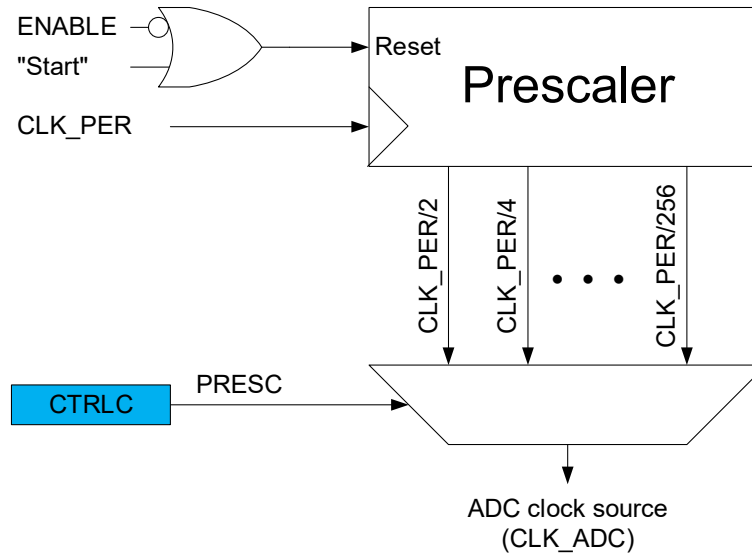 ENABLE
"Start"
Reset
Prescaler
CLK_PER
CLK_PER/2
CLK_PER/4
CLK_PER/256
CTRLC
PRESC
ADC clock source
(CLK_ADC)